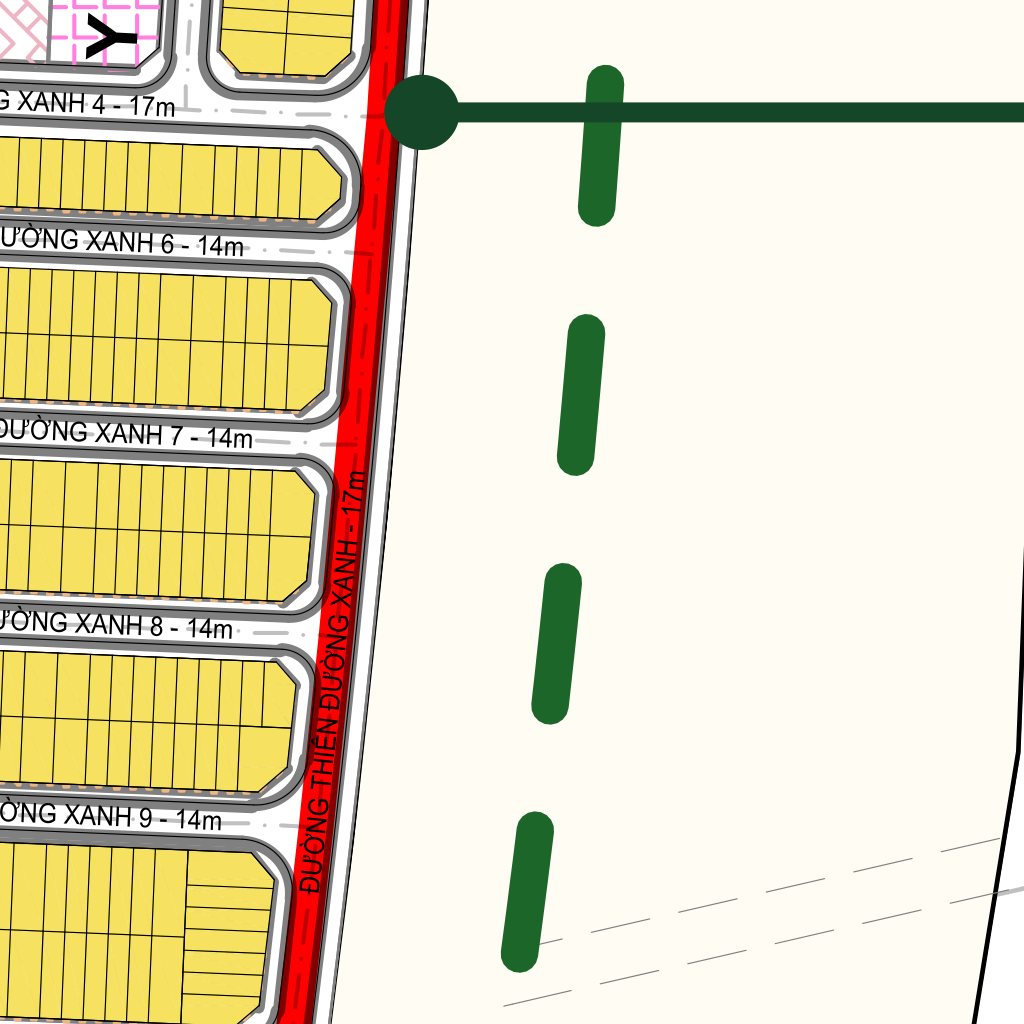 Y
G XANH 4 - 17m
ƯỜNG XANH 6 - 14m
ĐƯỜNG XANH 7 - 14m
ĐƯỜNG THIÊN ĐƯỜNG XANH - 17m
ƯỜNG XANH 8 - 14m
ỜNG XANH 9 - 14m